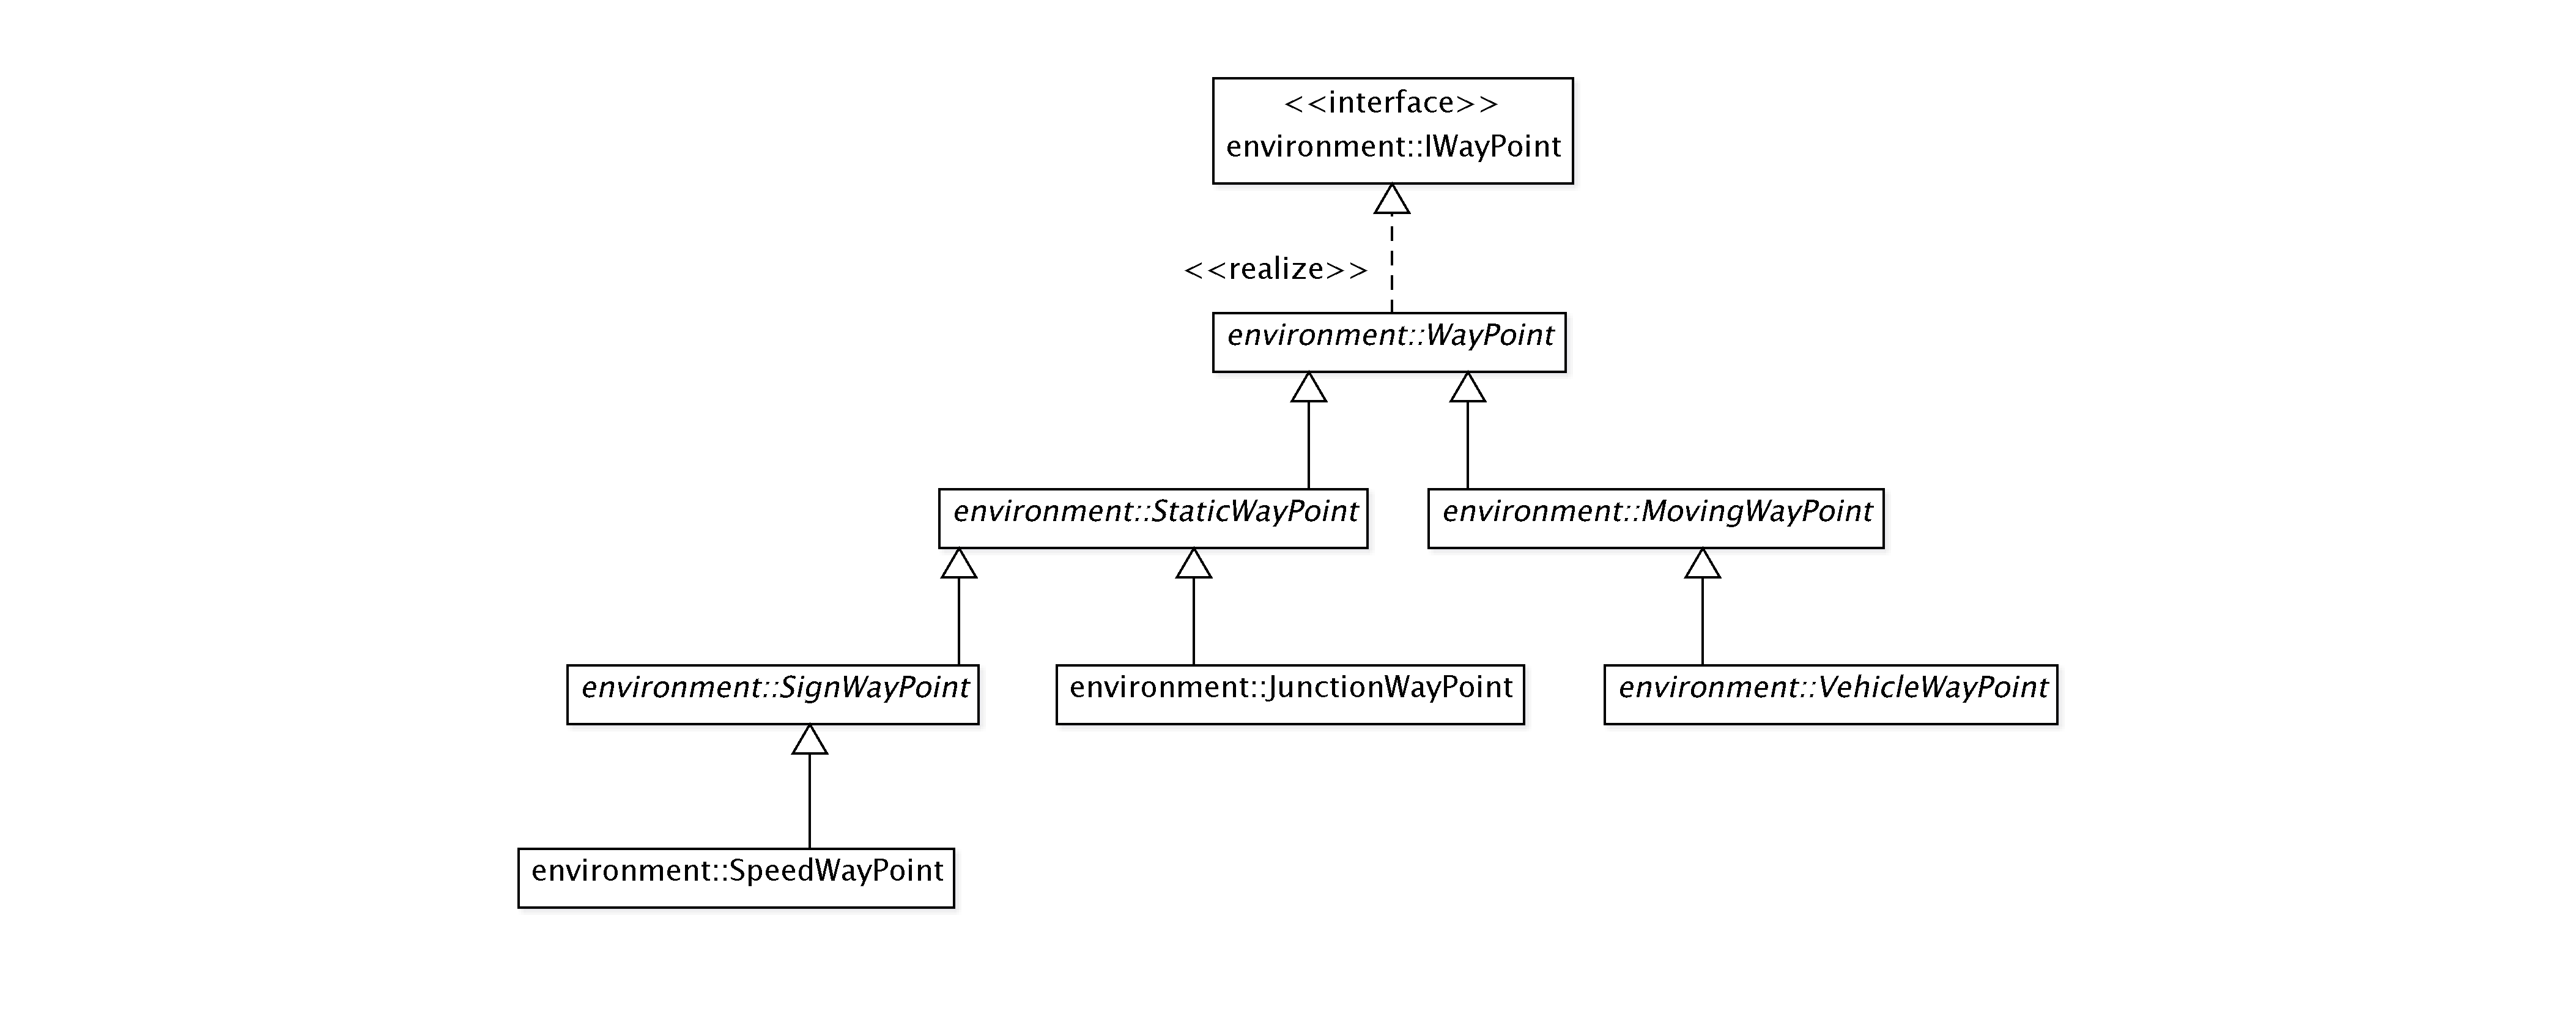 <<interface>>
environment::IWayPoint
<<realize>>
environment::WayPoint
environment::StaticWayPoint
environment::MovingWayPoint
environment::SignWayPoint
environment::JunctionWayPoint
environment::VehicleWayPoint
environment::SpeedWayPoint